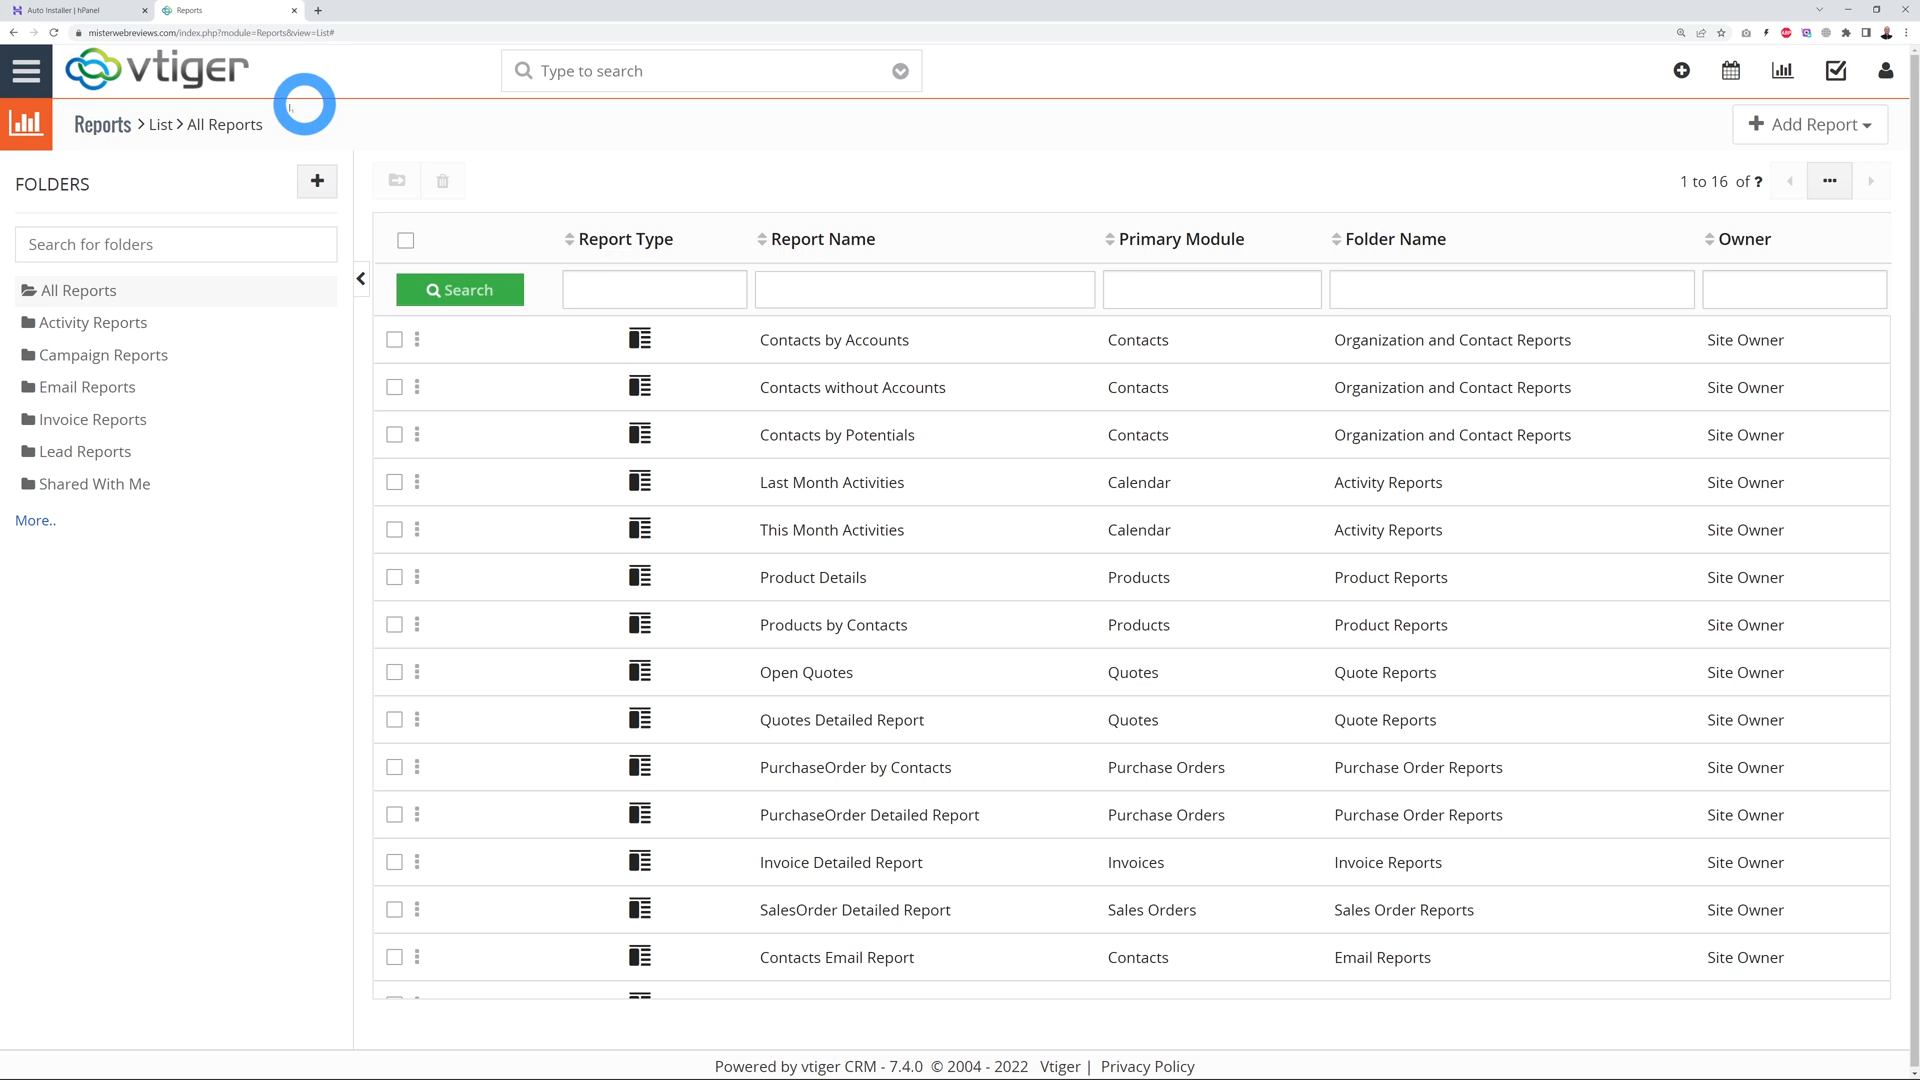 Auto Installer | hPanel
Reports
misterwebreviews.com/index.php?module=Reports&view=List#
vtiger
Type to search
Reports > List > All Reports
Add Report
FOLDERS
1 to 16 of ?
Search for folders
Report Type Report Name Primary Module Folder Name Owner
Search
All Reports
Activity Reports
Campaign Reports
Email Reports
Invoice Reports
Lead Reports
Shared With Me
More..
Contacts by Accounts Contacts Organization and Contact Reports Site Owner
Contacts without Accounts Contacts Organization and Contact Reports Site Owner
Contacts by Potentials Contacts Organization and Contact Reports Site Owner
Last Month Activities Calendar Activity Reports Site Owner
This Month Activities Calendar Activity Reports Site Owner
Product Details Products Product Reports Site Owner
Products by Contacts Products Product Reports Site Owner
Open Quotes Quotes Quote Reports Site Owner
Quotes Detailed Report Quotes Quote Reports Site Owner
PurchaseOrder by Contacts Purchase Orders Purchase Order Reports Site Owner
PurchaseOrder Detailed Report Purchase Orders Purchase Order Reports Site Owner
Invoice Detailed Report Invoices Invoice Reports Site Owner
SalesOrder Detailed Report Sales Orders Sales Order Reports Site Owner
Contacts Email Report Contacts Email Reports Site Owner
Powered by vtiger CRM - 7.4.0 © 2004 - 2022 Vtiger | Privacy Policy